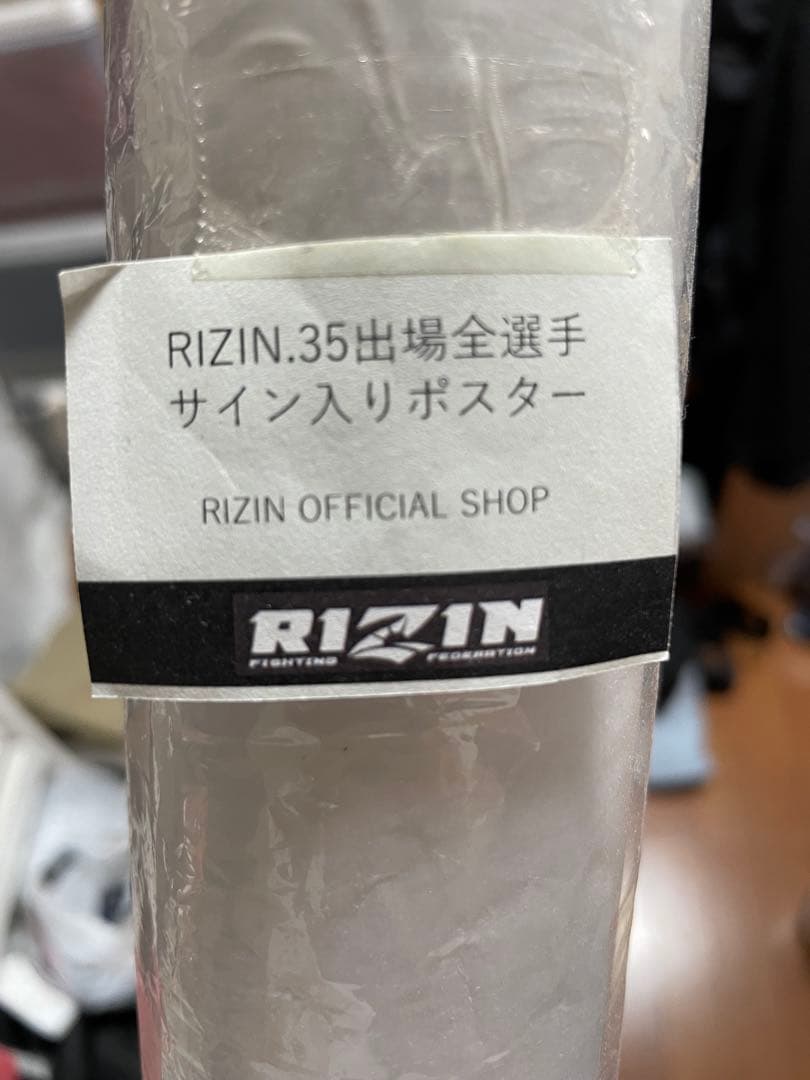 RIZIN.35出場全選手
サイン入りポスター
RIZIN OFFICIAL SHOP
RIZIN
FIGHTING FEDERATION